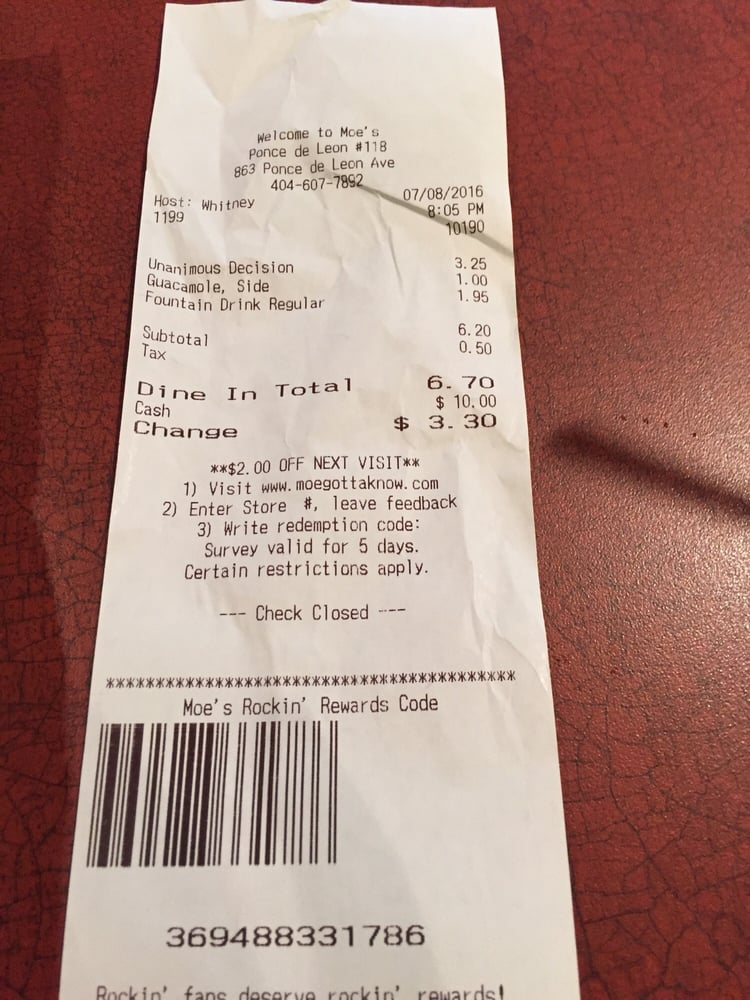 Welcome to Moe's
Ponce de Leon #118
863 Ponce de Leon Ave
404-607-7892
Host: Whitney 07/08/2016
1199 8:05 PM
10190
Unanimous Decision 3.25
Guacamole, Side 1.00
Fountain Drink Regular 1.95
Subtotal 6.20
Tax 0.50
Dine In Total 6.70
Cash $ 10.00
Change $ 3.30
**$2.00 OFF NEXT VISIT**
1) Visit www.moegottaknow.com
2) Enter Store #, leave feedback
3) Write redemption code:
Survey valid for 5 days.
Certain restrictions apply.
--- Check Closed ---
*****************************************
Moe's Rockin' Rewards Code
369488331786
Rockin' fans deserve rockin' rewards!